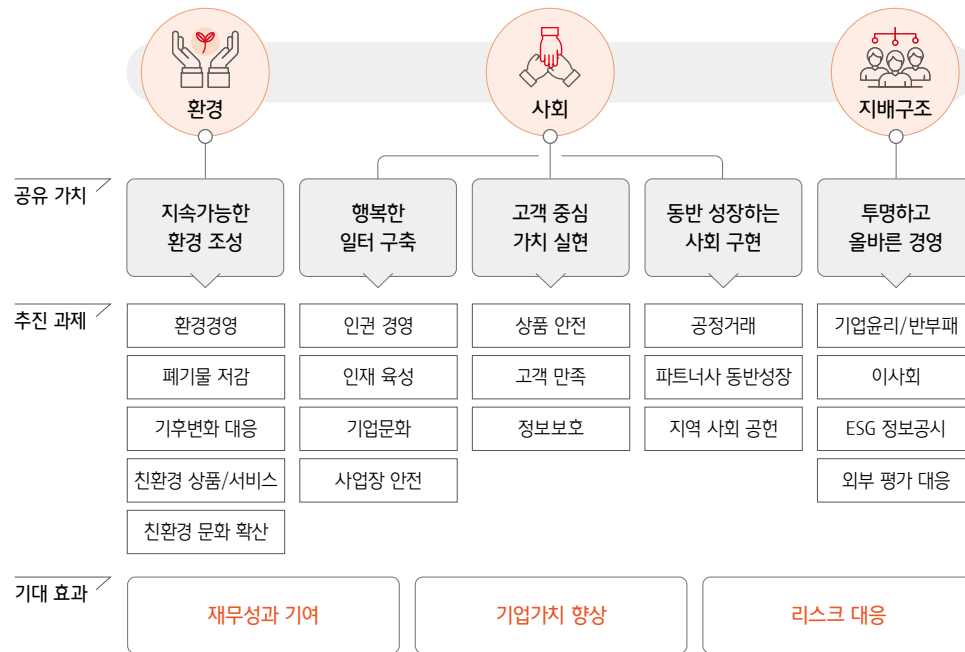 환경
사회
지배구조
공유 가치
지속가능한
환경 조성
행복한
일터 구축
고객 중심
가치 실현
동반 성장하는
사회 구현
투명하고
올바른 경영
추진 과제
환경경영
인권 경영
상품 안전
공정거래
기업윤리/반부패
폐기물 저감
인재 육성
고객 만족
파트너사 동반성장
이사회
기후변화 대응
기업문화
정보보호
지역 사회 공헌
ESG 정보공시
친환경 상품/서비스
사업장 안전
외부 평가 대응
친환경 문화 확산
기대 효과
재무성과 기여
기업가치 향상
리스크 대응